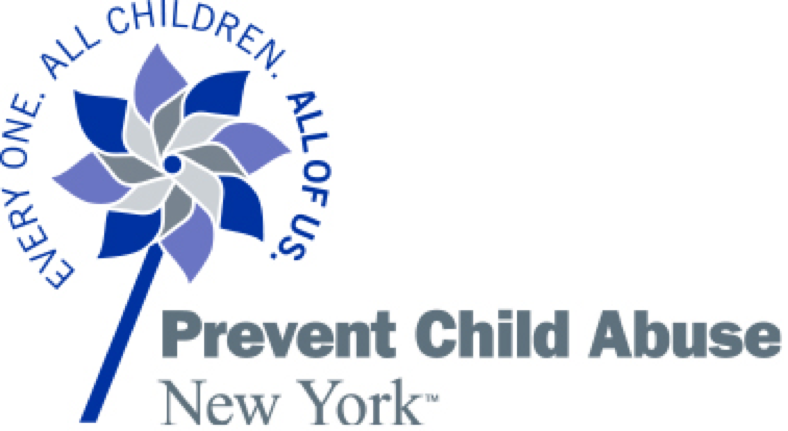 EVERY ONE. ALL CHILDREN. ALL OF US.
Prevent Child Abuse
New York™